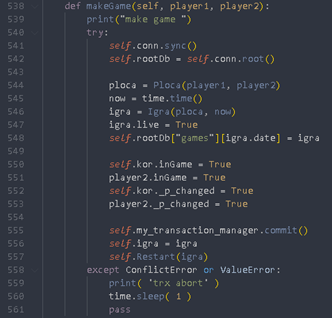 538 def makeGame(self, player1, player2):
539 print("make game ")
540 try:
541 self.conn.sync()
542 self.rootDb = self.conn.root()
543
544 ploca = Ploca(player1, player2)
545 now = time.time()
546 igra = Igra(ploca, now)
547 igra.live = True
548 self.rootDb["games"][igra.date] = igra
549
550 self.kor.inGame = True
551 player2.inGame = True
552 self.kor._p_changed = True
553 player2._p_changed = True
554
555 self.my_transaction_manager.commit()
556 self.igra = igra
557 self.Restart(igra)
558 except ConflictError or ValueError:
559 print( 'trx abort' )
560 time.sleep( 1 )
561 pass